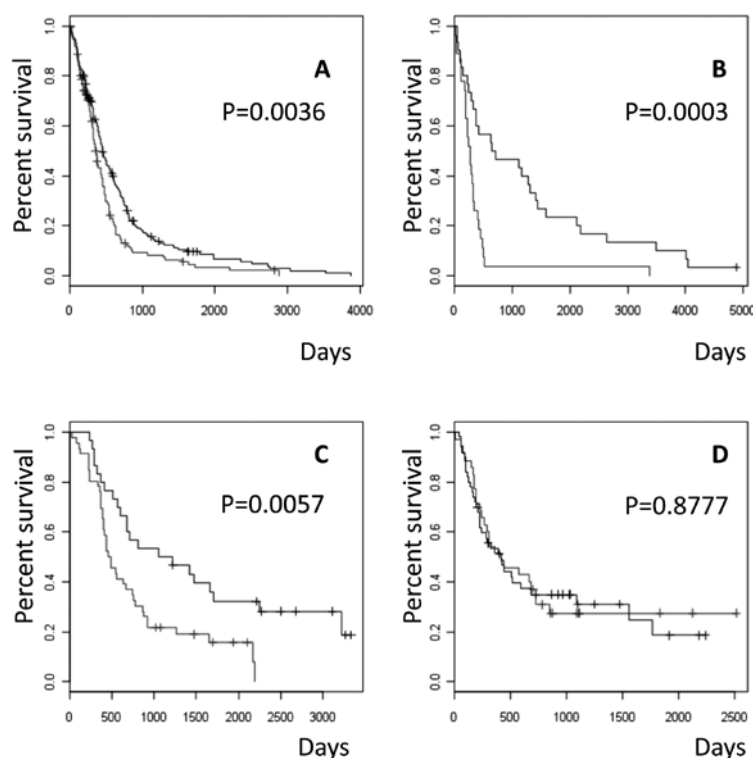 A
P=0.0036
Percent survival
0.0 0.2 0.4 0.6 0.8 1.0
0 1000 2000 3000 4000
Days
B
P=0.0003
Percent survival
0.0 0.2 0.4 0.6 0.8 1.0
0 1000 2000 3000 4000 5000
Days
C
P=0.0057
Percent survival
0.0 0.2 0.4 0.6 0.8 1.0
0 500 1000 1500 2000 2500 3000
Days
D
P=0.8777
Percent survival
0.0 0.2 0.4 0.6 0.8 1.0
0 500 1000 1500 2000 2500
Days